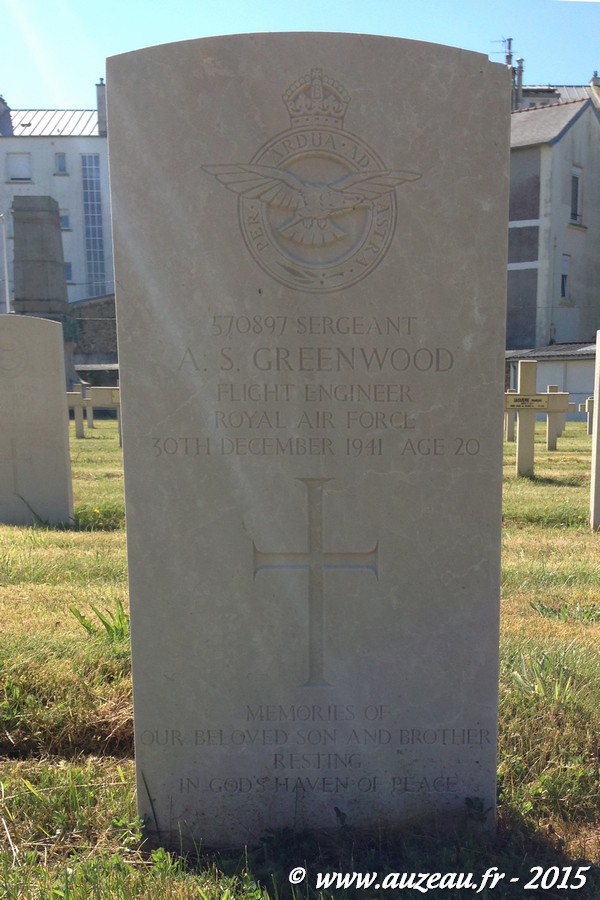 PER ARDUA AD ASTRA
570897 SERGEANT
A. S. GREENWOOD
FLIGHT ENGINEER
ROYAL AIR FORCE
30TH DECEMBER 1941 AGE 20
MEMORIES OF
OUR BELOVED SON AND BROTHER
RESTING
IN GOD'S HAVEN OF PEACE
© www.auzeau.fr - 2015